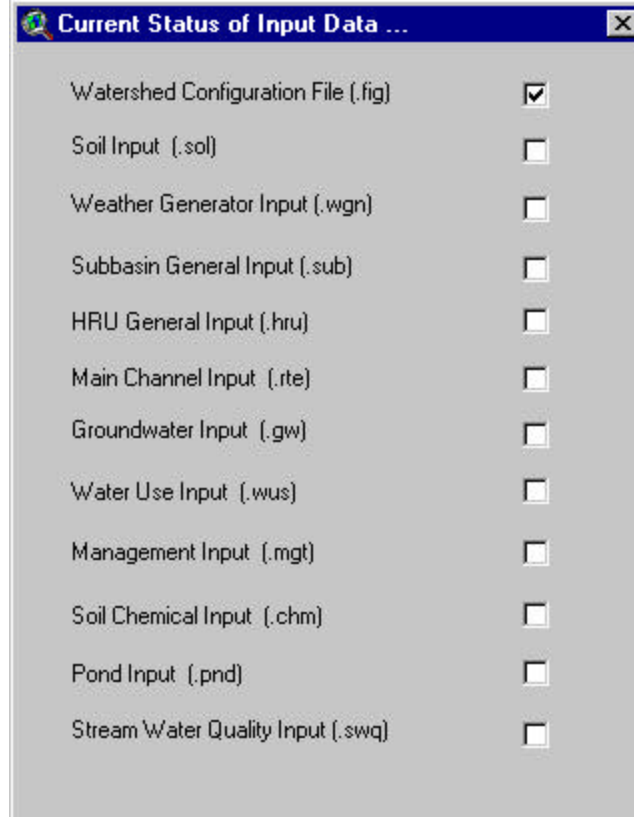 Current Status of Input Data ...
Watershed Configuration File (.fig)
Soil Input (.sol)
Weather Generator Input (.wgn)
Subbasin General Input (.sub)
HRU General Input (.hru)
Main Channel Input (.rte)
Groundwater Input (.gw)
Water Use Input (.wus)
Management Input (.mgt)
Soil Chemical Input (.chm)
Pond Input (.pnd)
Stream Water Quality Input (.swq)